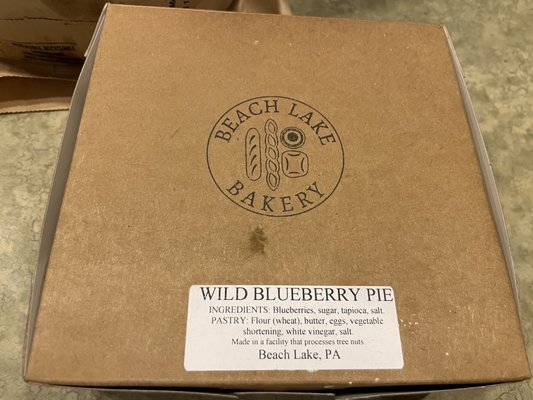 BEACH LAKE
BAKERY
WILD BLUEBERRY PIE
INGREDIENTS: Blueberries, sugar, tapioca, salt.
PASTRY: Flour (wheat), butter, eggs, vegetable
shortening, white vinegar, salt.
Made in a facility that processes tree nuts.
Beach Lake, PA